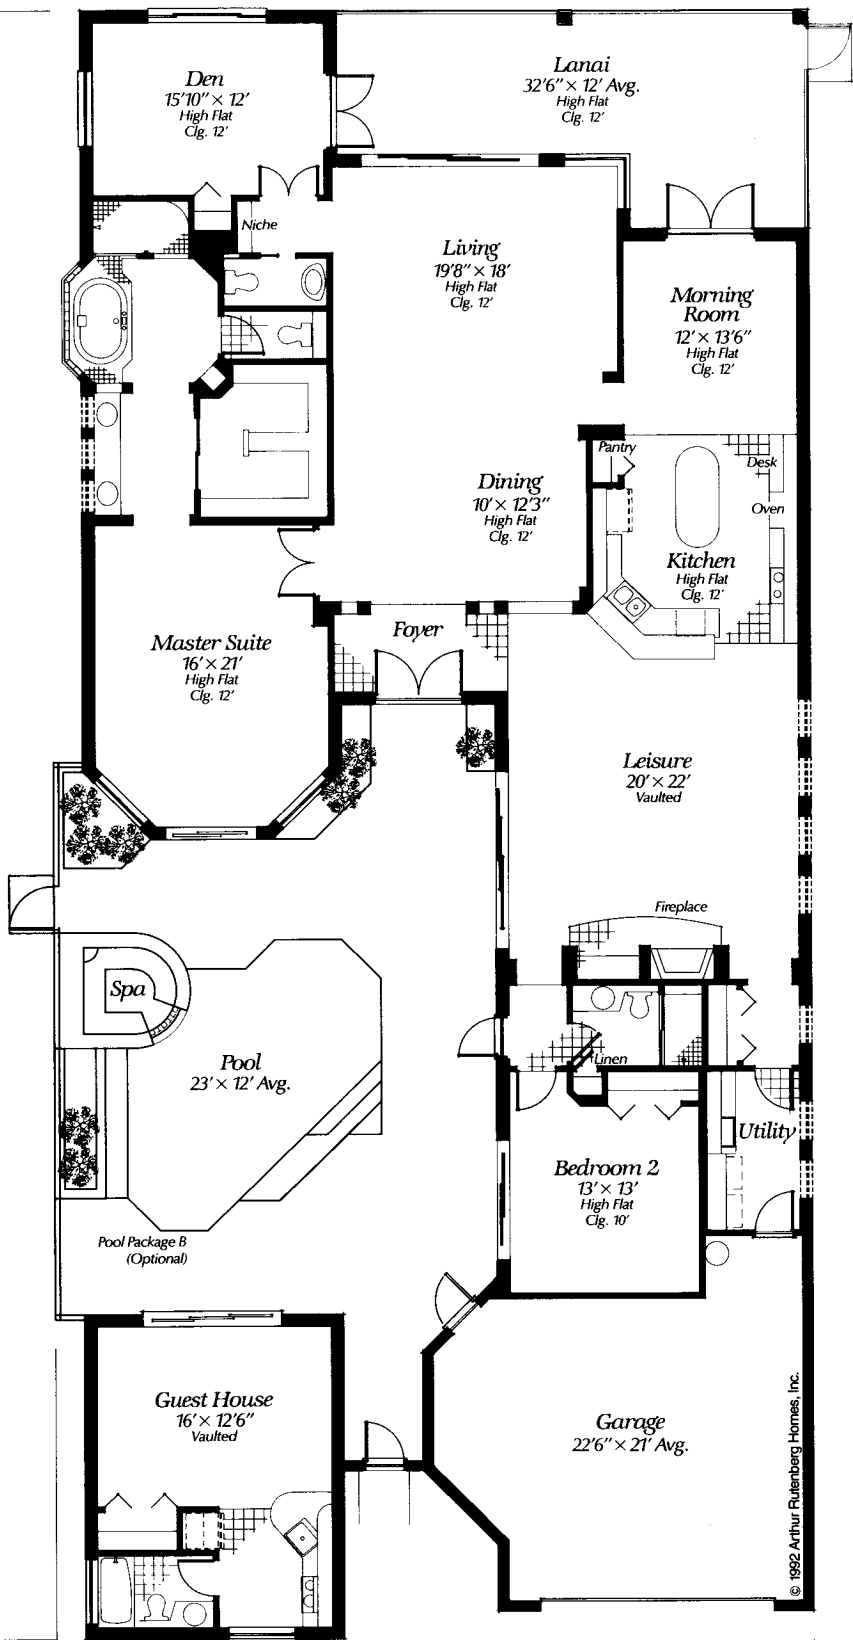 Den
15'10" × 12'
High Flat
Clg. 12'
Lanai
32'6" × 12' Avg.
High Flat
Clg. 12'
Niche
Living
19'8" × 18'
High Flat
Clg. 12'
Morning
Room
12' × 13'6"
High Flat
Clg. 12'
Pantry
Desk
Oven
Dining
10' × 12'3"
High Flat
Clg. 12'
Kitchen
High Flat
Clg. 12'
Foyer
Master Suite
16' × 21'
High Flat
Clg. 12'
Leisure
20' × 22'
Vaulted
Fireplace
Spa
Pool
23' × 12' Avg.
Linen
Utility
Bedroom 2
13' × 13'
High Flat
Clg. 10'
Pool Package B
(Optional)
Guest House
16' × 12'6"
Vaulted
Garage
22'6" × 21' Avg.
© 1992 Arthur Rutenberg Homes, Inc.